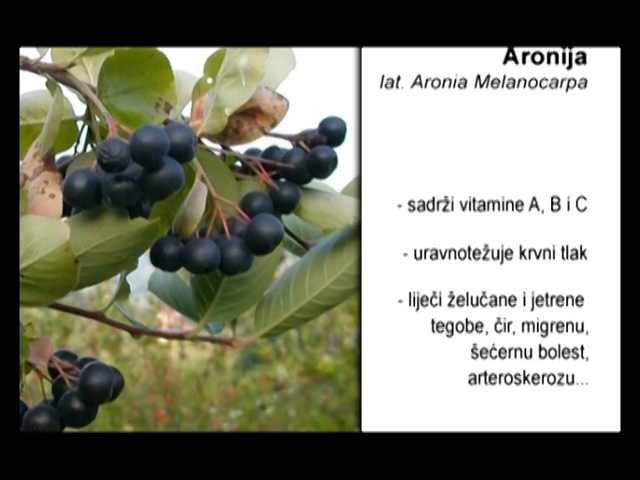 Aronija
lat. Aronia Melanocarpa
- sadrži vitamine A, B i C
- uravnotežuje krvni tlak
- liječi želučane i jetrene
tegobe, čir, migrenu,
šećernu bolest,
arteroskerozu...